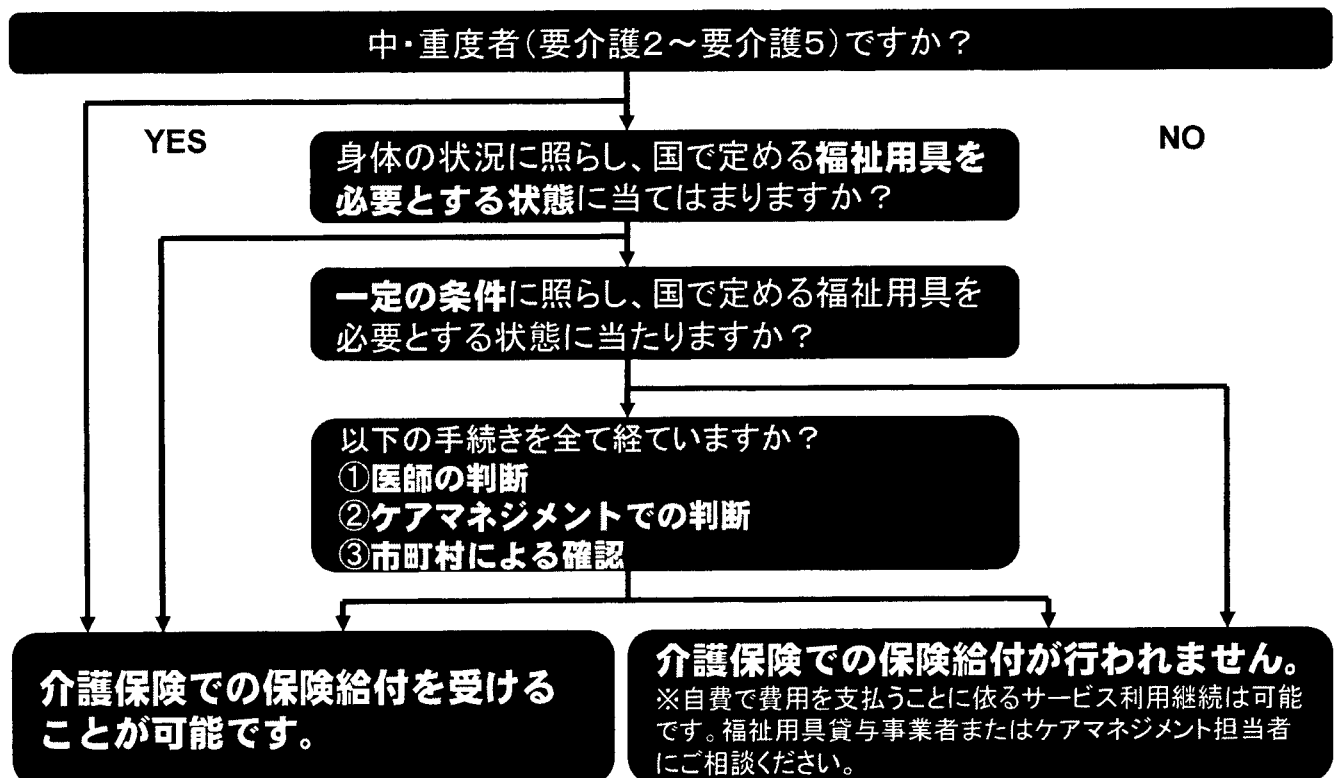 中・重度者(要介護2～要介護5)ですか？
YES
NO
身体の状況に照らし、国で定める福祉用具を
必要とする状態に当てはまりますか？
一定の条件に照らし、国で定める福祉用具を
必要とする状態に当たりますか？
以下の手続きを全て経ていますか？
①医師の判断
②ケアマネジメントでの判断
③市町村による確認
介護保険での保険給付を受ける
ことが可能です。
介護保険での保険給付が行われません。
※自費で費用を支払うことに依るサービス利用継続は可能
です。福祉用具貸与事業者またはケアマネジメント担当者
にご相談ください。